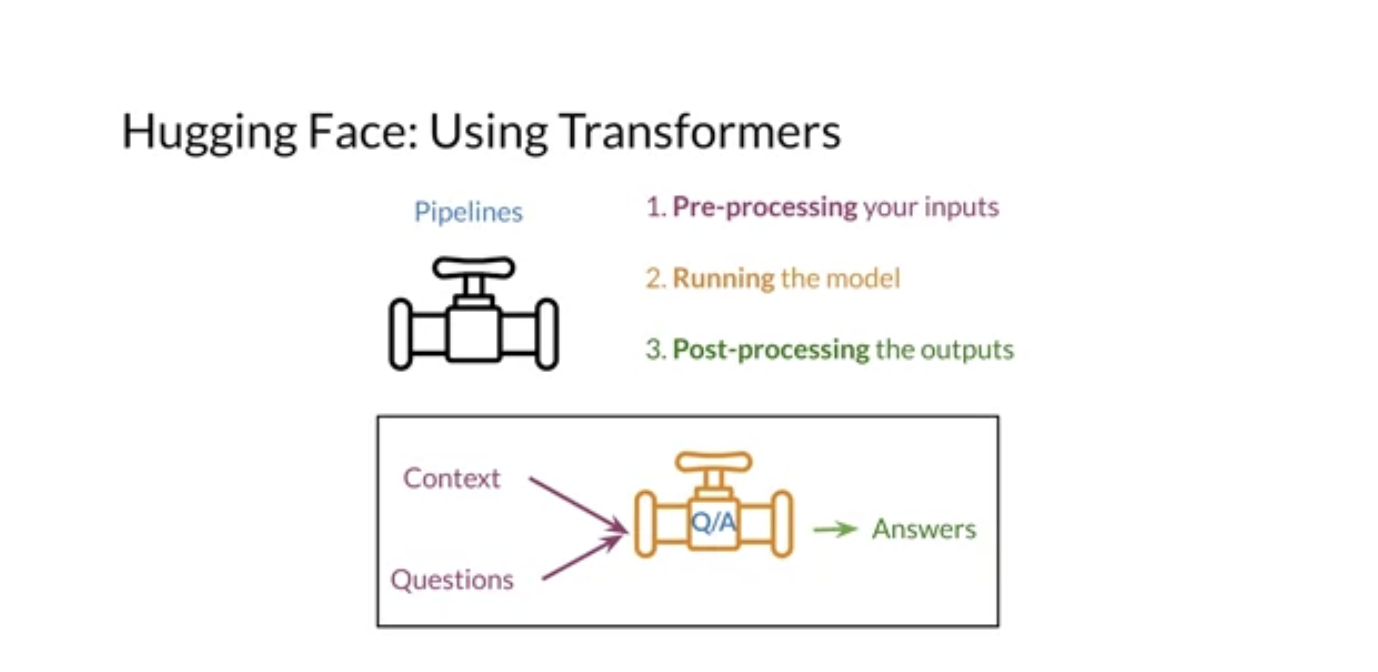 Hugging Face: Using Transformers
Pipelines
1. Pre-processing your inputs
2. Running the model
3. Post-processing the outputs
Context
Questions
Q/A
Answers